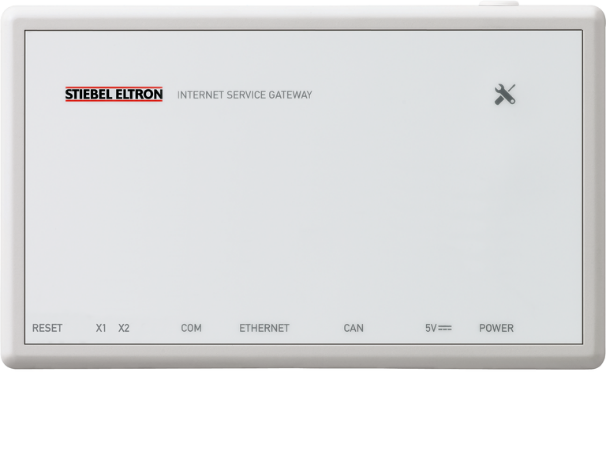 STIEBEL ELTRON INTERNET SERVICE GATEWAY
RESET X1 X2 COM ETHERNET CAN 5V POWER